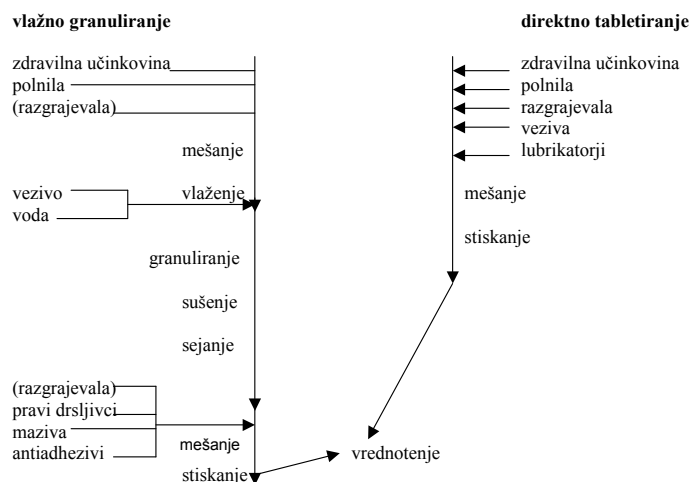 vlažno granuliranje
zdravilna učinkovina
polnila
(razgrajevala)
mešanje
vezivo
voda
vlaženje
granuliranje
sušenje
sejanje
(razgrajevala)
pravi drsljivci
maziva
antiadhezivi
mešanje
stiskanje
direktno tabletiranje
zdravilna učinkovina
polnila
razgrajevala
veziva
lubrikatorji
mešanje
stiskanje
vrednotenje